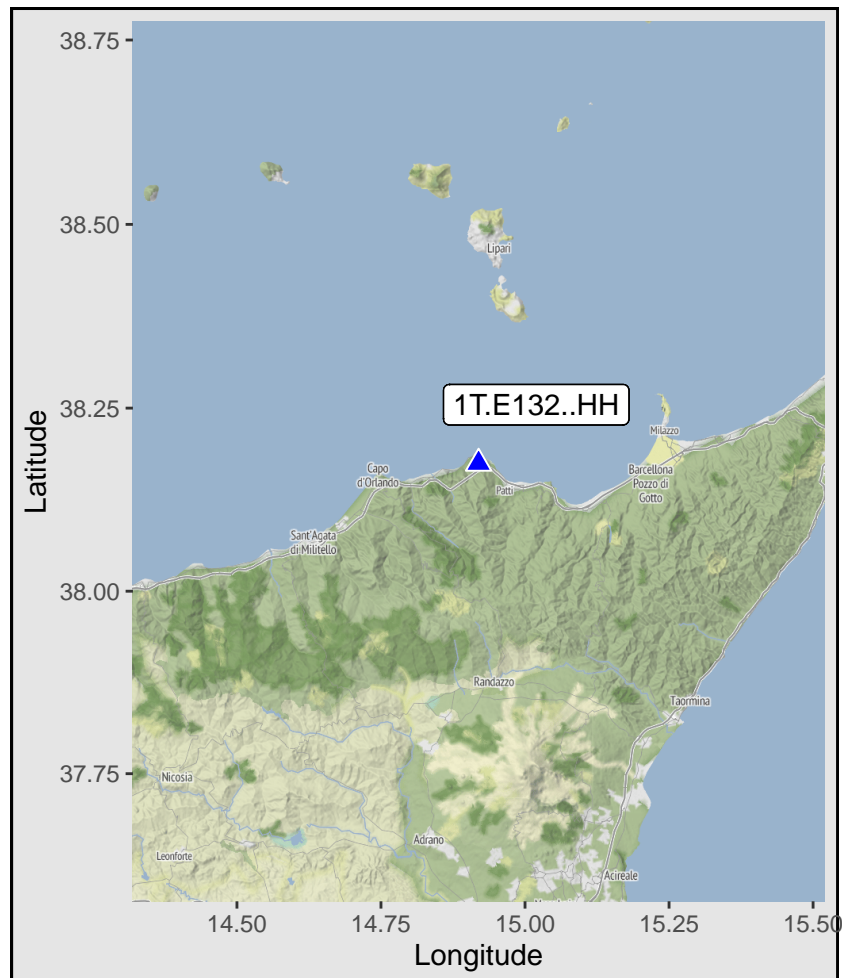 38.75
38.50
38.25
38.00
37.75
Latitude
Lipari
1T.E132..HH
Milazzo
Capo
d'Orlando
Patti
Barcellona
Pozzo di
Gotto
Sant'Agata
di Militello
Randazzo
Taormina
Nicosia
Adrano
Leonforte
Acireale
14.50
14.75
15.00
15.25
15.50
Longitude